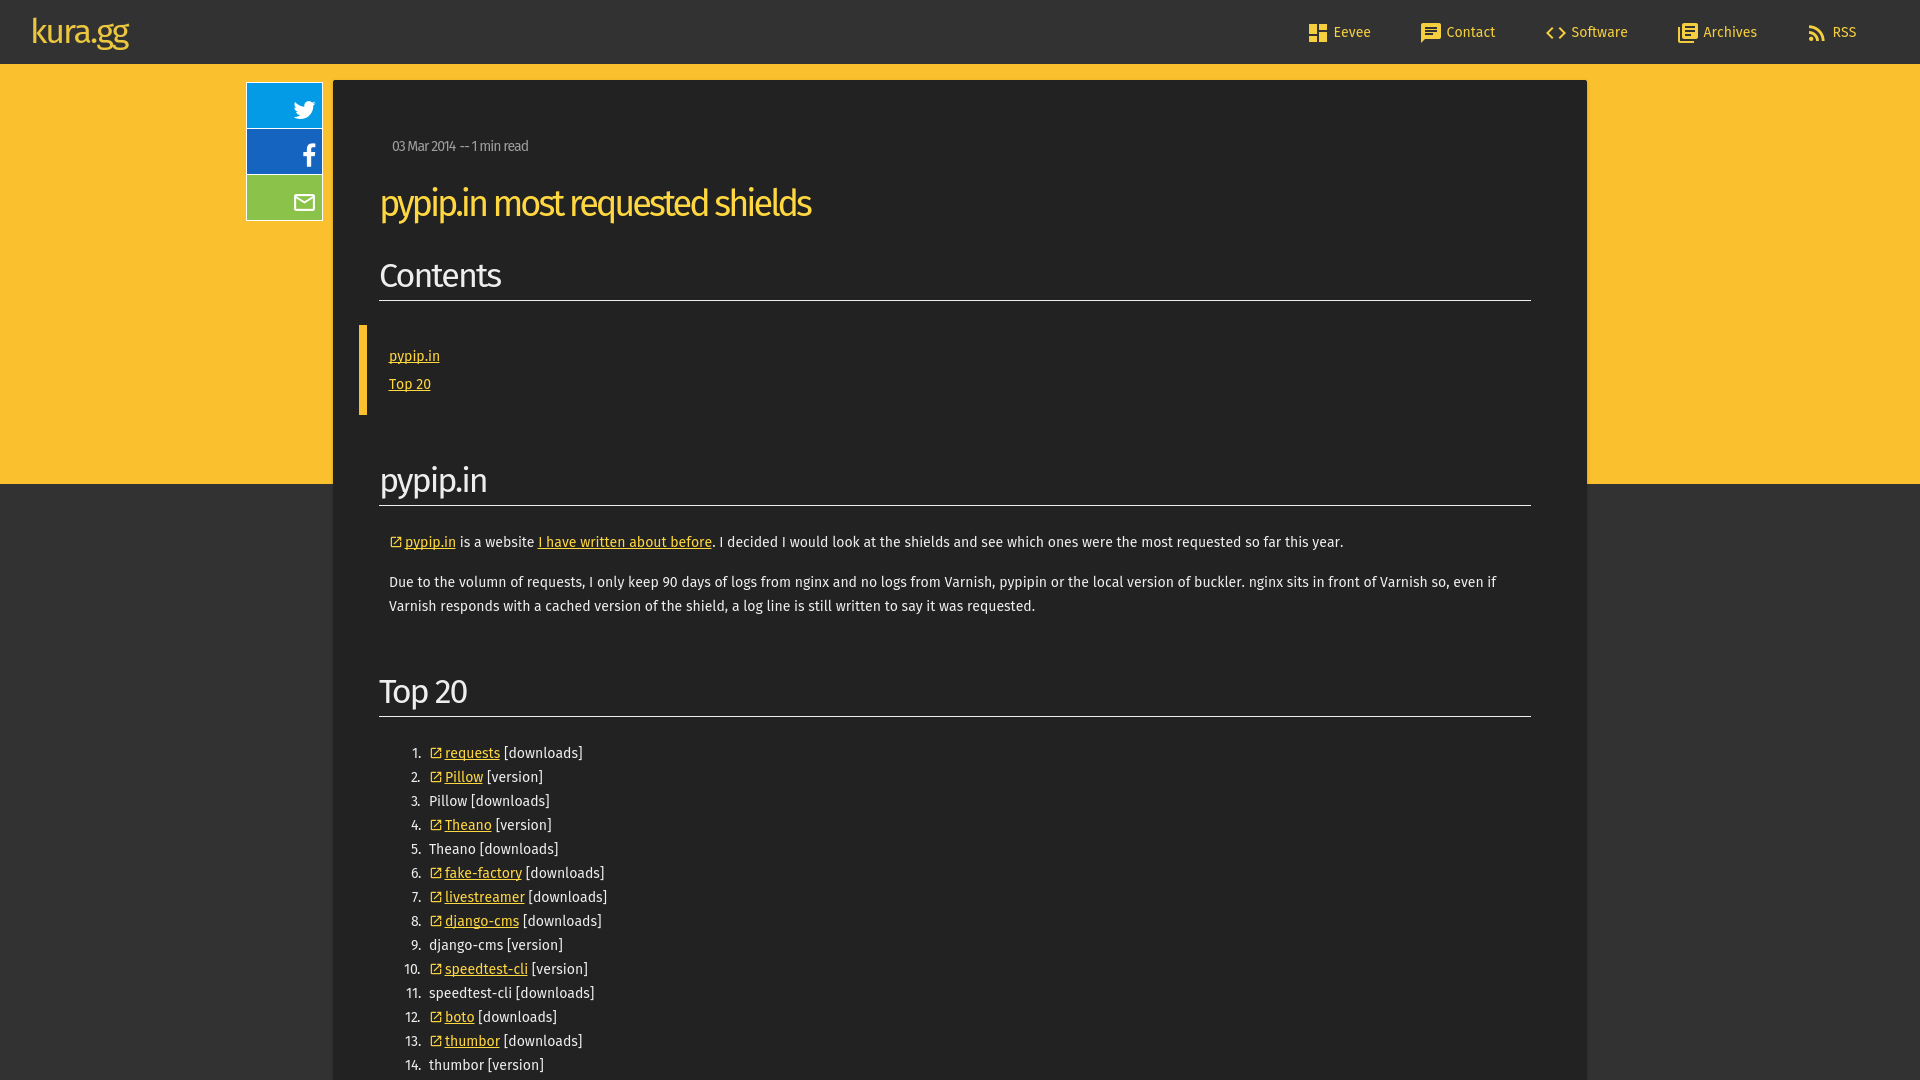 kura.gg
Eevee
Contact
Software
Archives
RSS
03 Mar 2014 -- 1 min read
pypip.in most requested shields
Contents
pypip.in
Top 20
pypip.in
pypip.in is a website I have written about before. I decided I would look at the shields and see which ones were the most requested so far this year.
Due to the volumn of requests, I only keep 90 days of logs from nginx and no logs from Varnish, pypipin or the local version of buckler. nginx sits in front of Varnish so, even if
Varnish responds with a cached version of the shield, a log line is still written to say it was requested.
Top 20
1. requests [downloads]
2. Pillow [version]
3. Pillow [downloads]
4. Theano [version]
5. Theano [downloads]
6. fake-factory [downloads]
7. livestreamer [downloads]
8. django-cms [downloads]
9. django-cms [version]
10. speedtest-cli [version]
11. speedtest-cli [downloads]
12. boto [downloads]
13. thumbor [downloads]
14. thumbor [version]